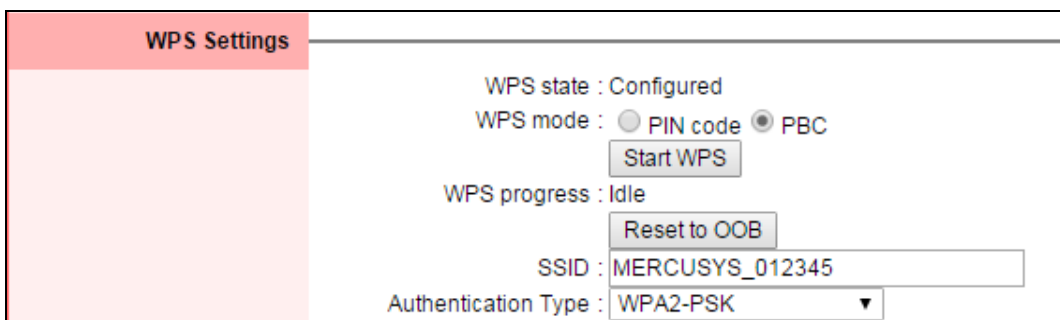 WPS Settings
WPS state : Configured
WPS mode : PIN code PBC
Start WPS
WPS progress : Idle
Reset to OOB
SSID : MERCUSYS_012345
Authentication Type : WPA2-PSK